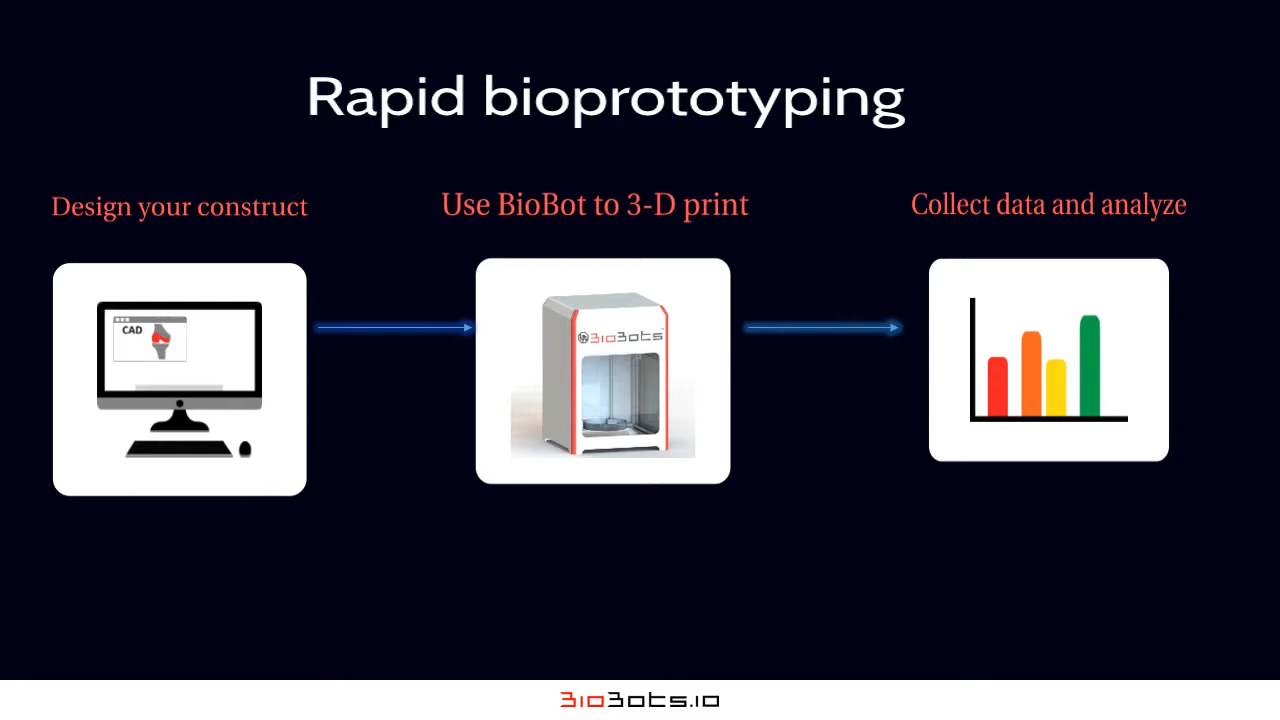 Rapid bioprototyping
Design your construct
Use BioBot to 3-D print
Collect data and analyze
CAD
BioBots
BioBots.io